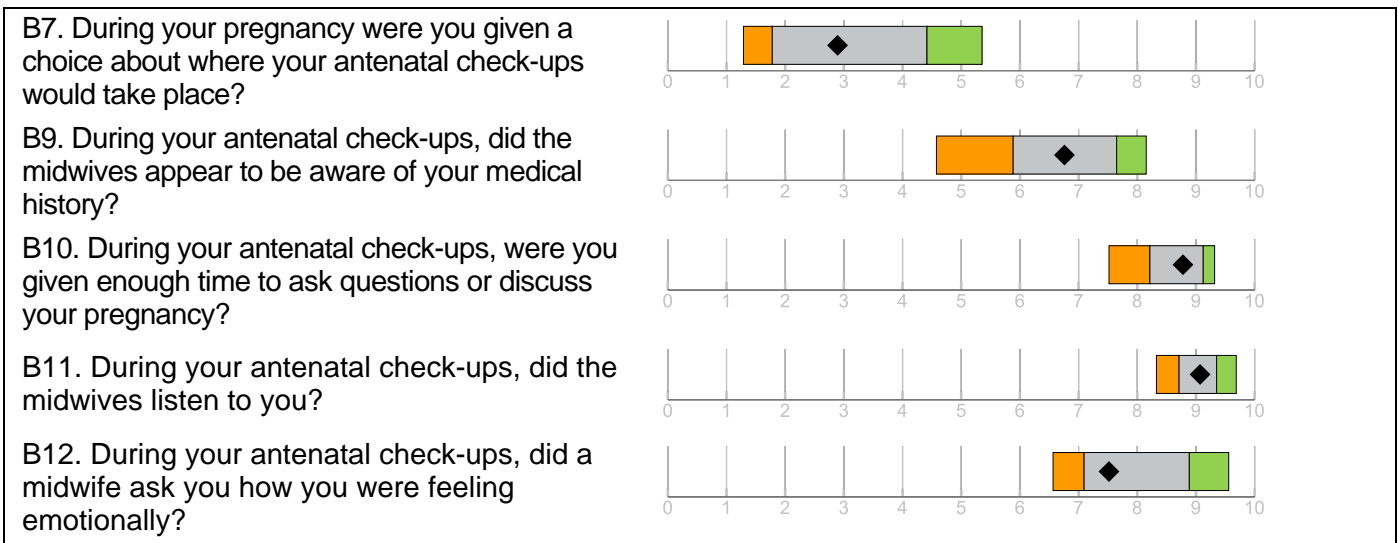 B7. During your pregnancy were you given a
choice about where your antenatal check-ups
would take place?
0 1 2 3 4 5 6 7 8 9 10
B9. During your antenatal check-ups, did the
midwives appear to be aware of your medical
history?
0 1 2 3 4 5 6 7 8 9 10
B10. During your antenatal check-ups, were you
given enough time to ask questions or discuss
your pregnancy?
0 1 2 3 4 5 6 7 8 9 10
B11. During your antenatal check-ups, did the
midwives listen to you?
0 1 2 3 4 5 6 7 8 9 10
B12. During your antenatal check-ups, did a
midwife ask you how you were feeling
emotionally?
0 1 2 3 4 5 6 7 8 9 10